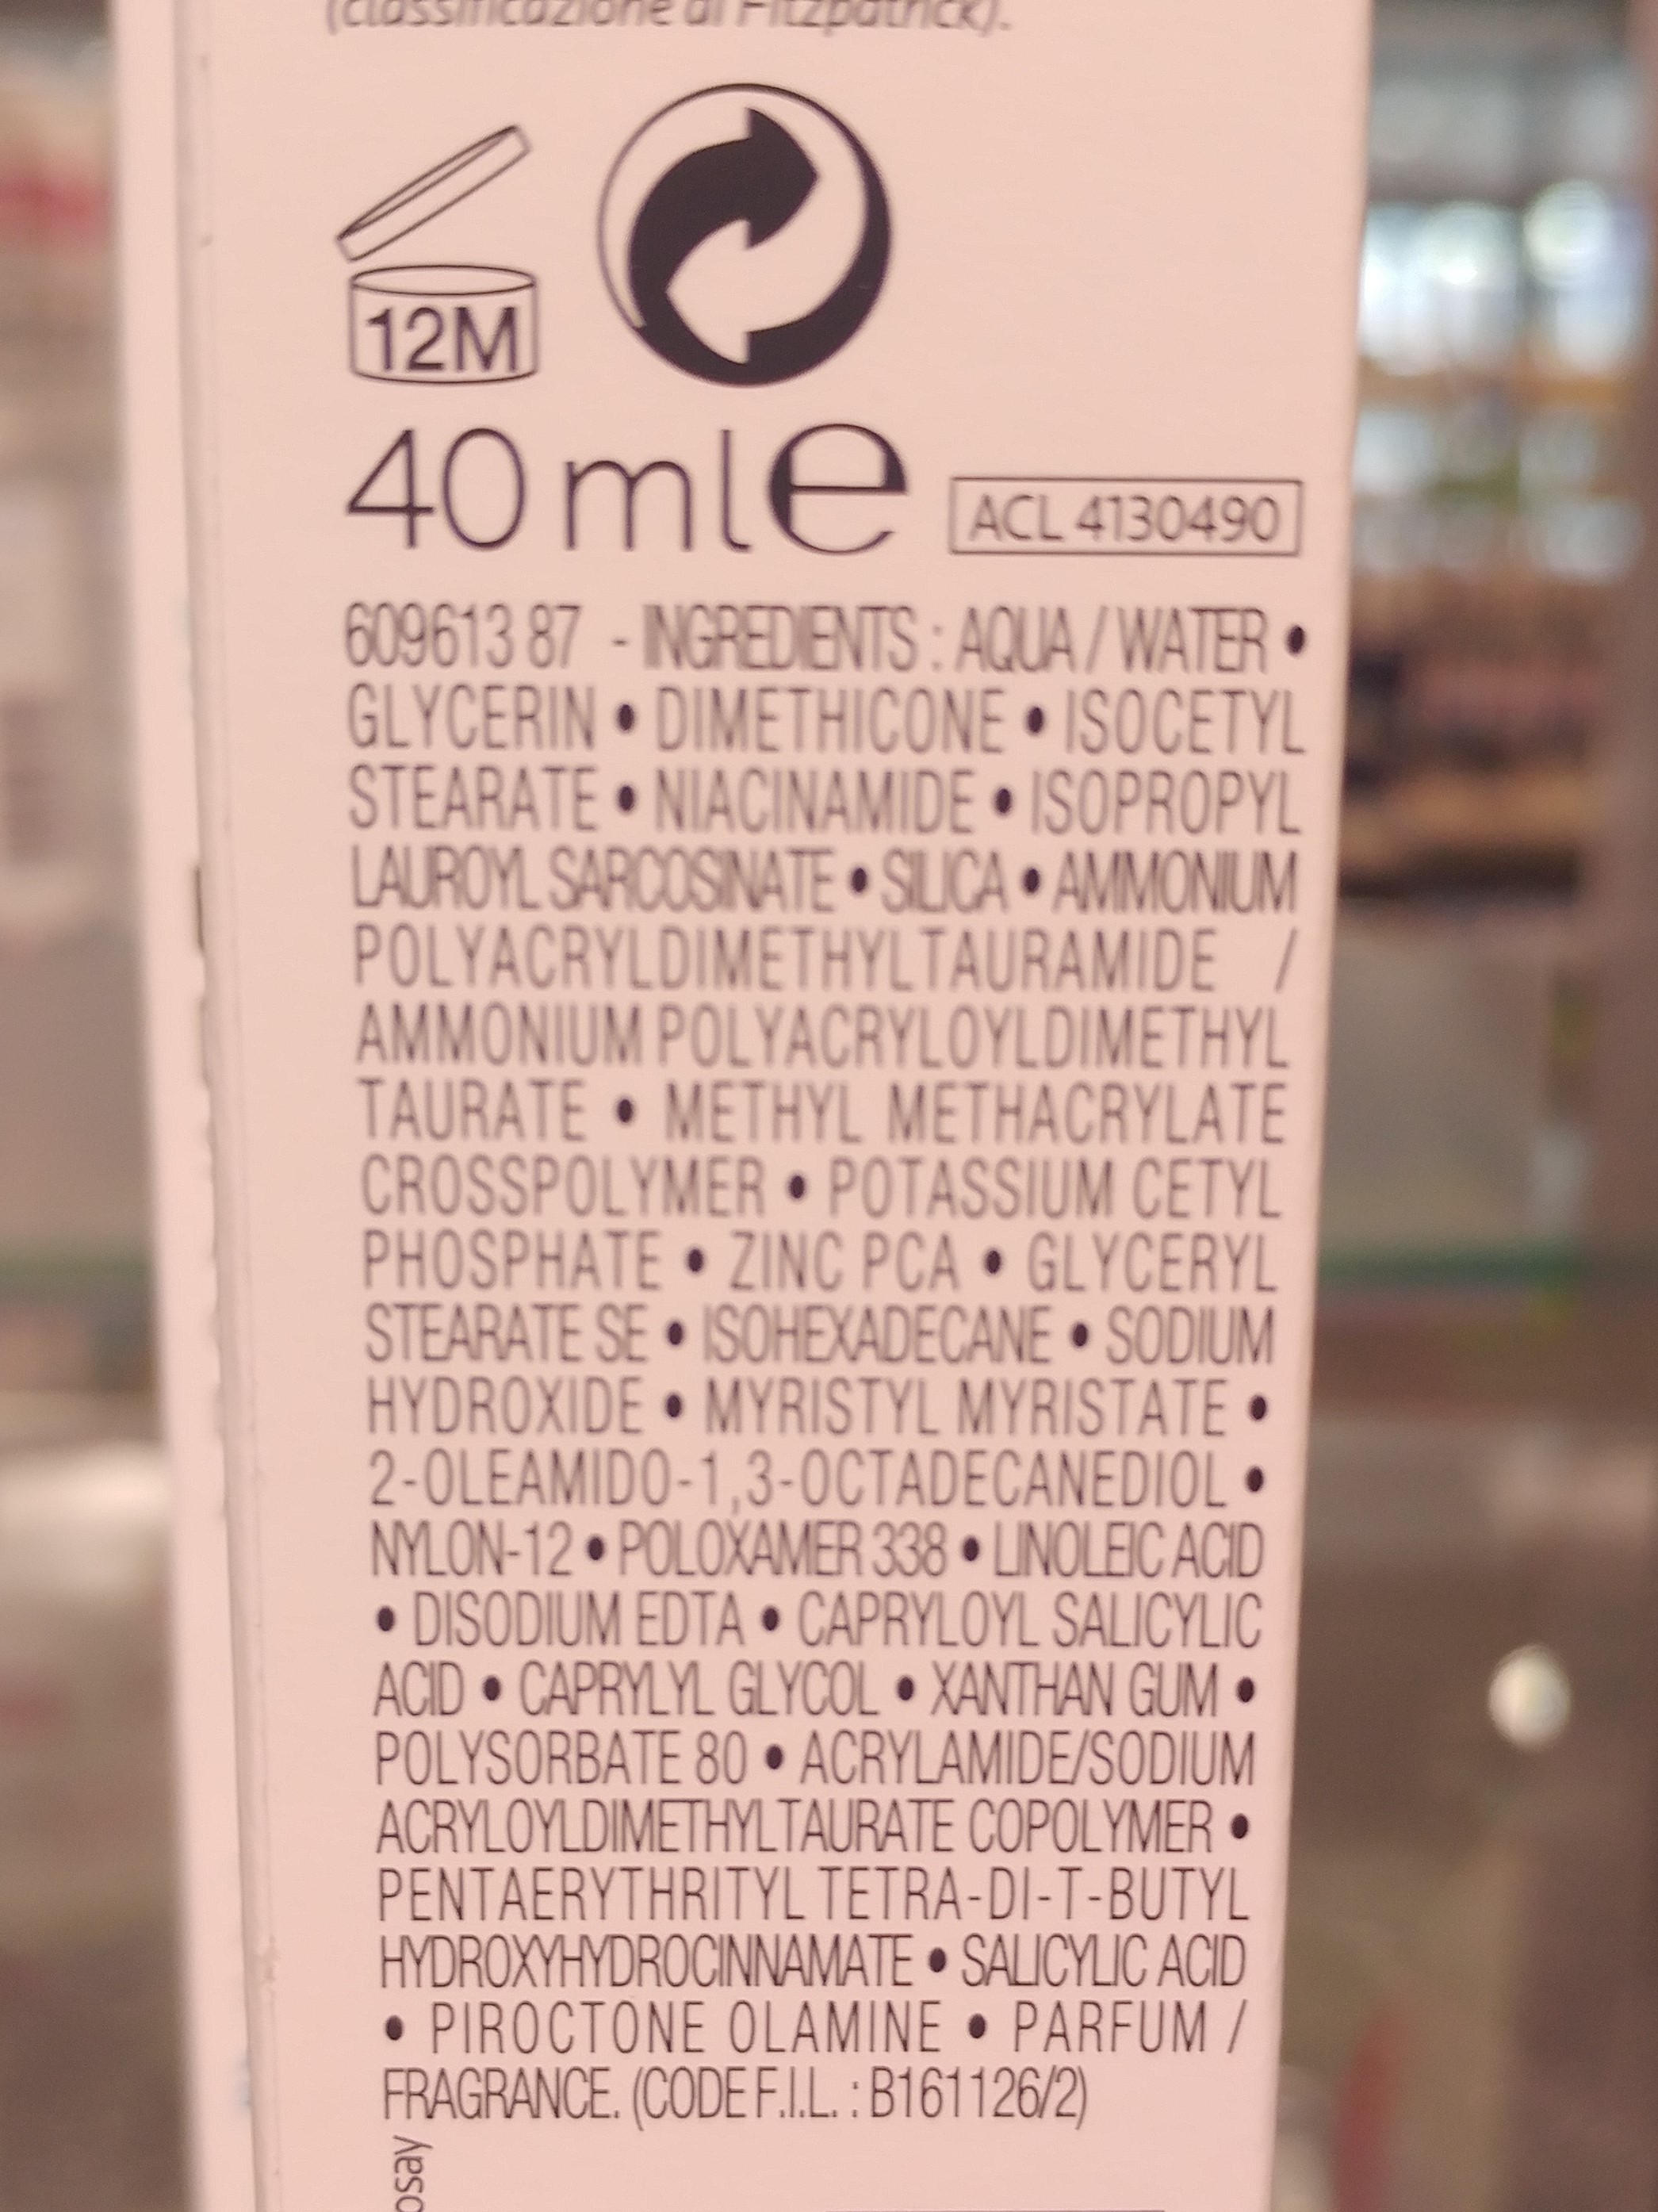 (classificazione di Fitzpatrick).
12M
40 ml e
ACL 4130490
609613 87 - INGREDIENTS : AQUA / WATER •
GLYCERIN • DIMETHICONE • ISOCETYL
STEARATE • NIACINAMIDE • ISOPROPYL
LAUROYL SARCOSINATE • SILICA • AMMONIUM
POLYACRYLDIMETHYLTAURAMIDE /
AMMONIUM POLYACRYLOYLDIMETHYL
TAURATE • METHYL METHACRYLATE
CROSSPOLYMER • POTASSIUM CETYL
PHOSPHATE • ZINC PCA • GLYCERYL
STEARATE SE • ISOHEXADECANE • SODIUM
HYDROXIDE • MYRISTYL MYRISTATE •
2-OLEAMIDO-1,3-OCTADECANEDIOL •
NYLON-12 • POLOXAMER 338 • LINOLEIC ACID
• DISODIUM EDTA • CAPRYLOYL SALICYLIC
ACID • CAPRYLYL GLYCOL • XANTHAN GUM •
POLYSORBATE 80 • ACRYLAMIDE/SODIUM
ACRYLOYLDIMETHYLTAURATE COPOLYMER •
PENTAERYTHRITYL TETRA-DI-T-BUTYL
HYDROXYHYDROCINNAMATE • SALICYLIC ACID
• PIROCTONE OLAMINE • PARFUM /
FRAGRANCE. (CODE F.I.L. : B161126/2)